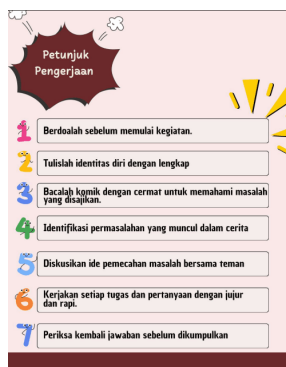 Petunjuk
Pengerjaan
1 Berdoalah sebelum memulai kegiatan.
2 Tulislah identitas diri dengan lengkap
3 Bacalah komik dengan cermat untuk memahami masalah
yang disajikan.
4 Identifikasi permasalahan yang muncul dalam cerita
5 Diskusikan ide pemecahan masalah bersama teman
6 Kerjakan setiap tugas dan pertanyaan dengan jujur
dan rapi.
7 Periksa kembali jawaban sebelum dikumpulkan